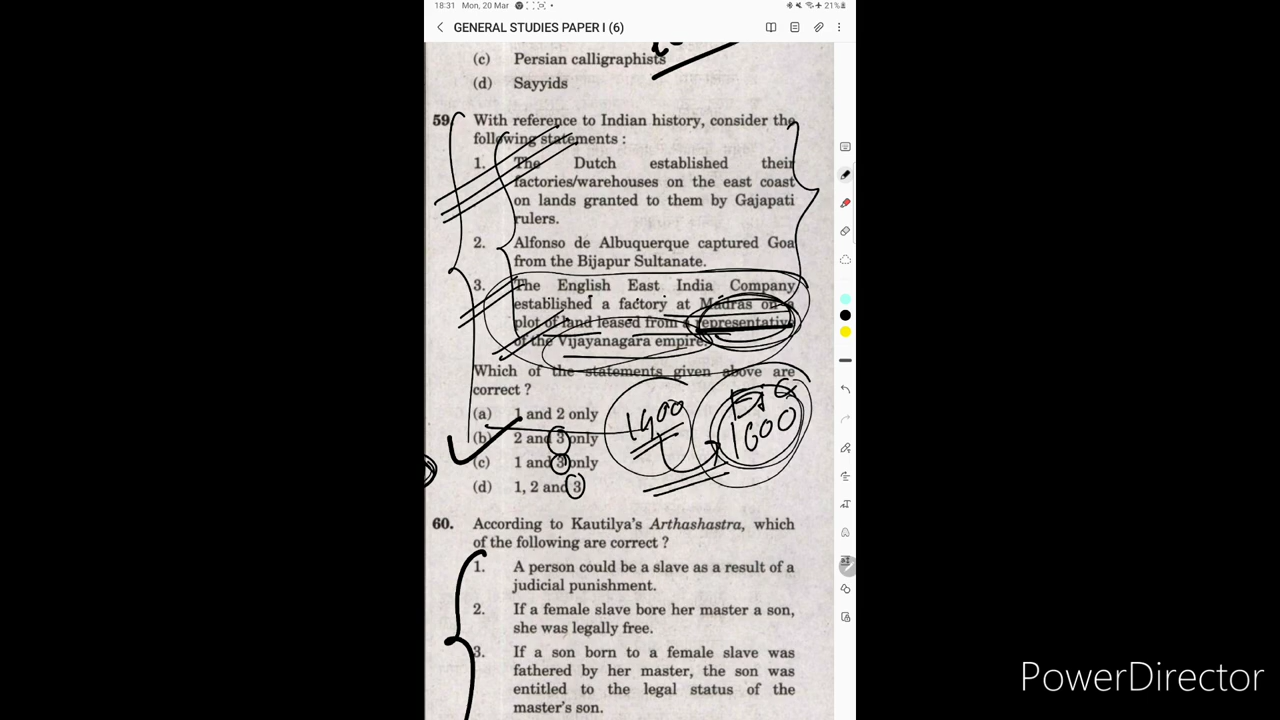 18:31 Mon, 20 Mar
21%
GENERAL STUDIES PAPER I (6)
(c) Persian calligraphists
(d) Sayyids
59. With reference to Indian history, consider the
following statements :
1. The Dutch established their
factories/warehouses on the east coast
on lands granted to them by Gajapati
rulers.
2. Alfonso de Albuquerque captured Goa
from the Bijapur Sultanate.
3. The English East India Company
established a factory at Madras on a
plot of land leased from a representative
of the Vijayanagara empire.
Which of the statements given above are
correct ?
(a) 1 and 2 only
(b) 2 and 3 only
(c) 1 and 3 only
(d) 1, 2 and 3
1600
60. According to Kautilya's Arthashastra, which
of the following are correct ?
1. A person could be a slave as a result of a
judicial punishment.
2. If a female slave bore her master a son,
she was legally free.
3. If a son born to a female slave was
fathered by her master, the son was
entitled to the legal status of the
master's son.
PowerDirector